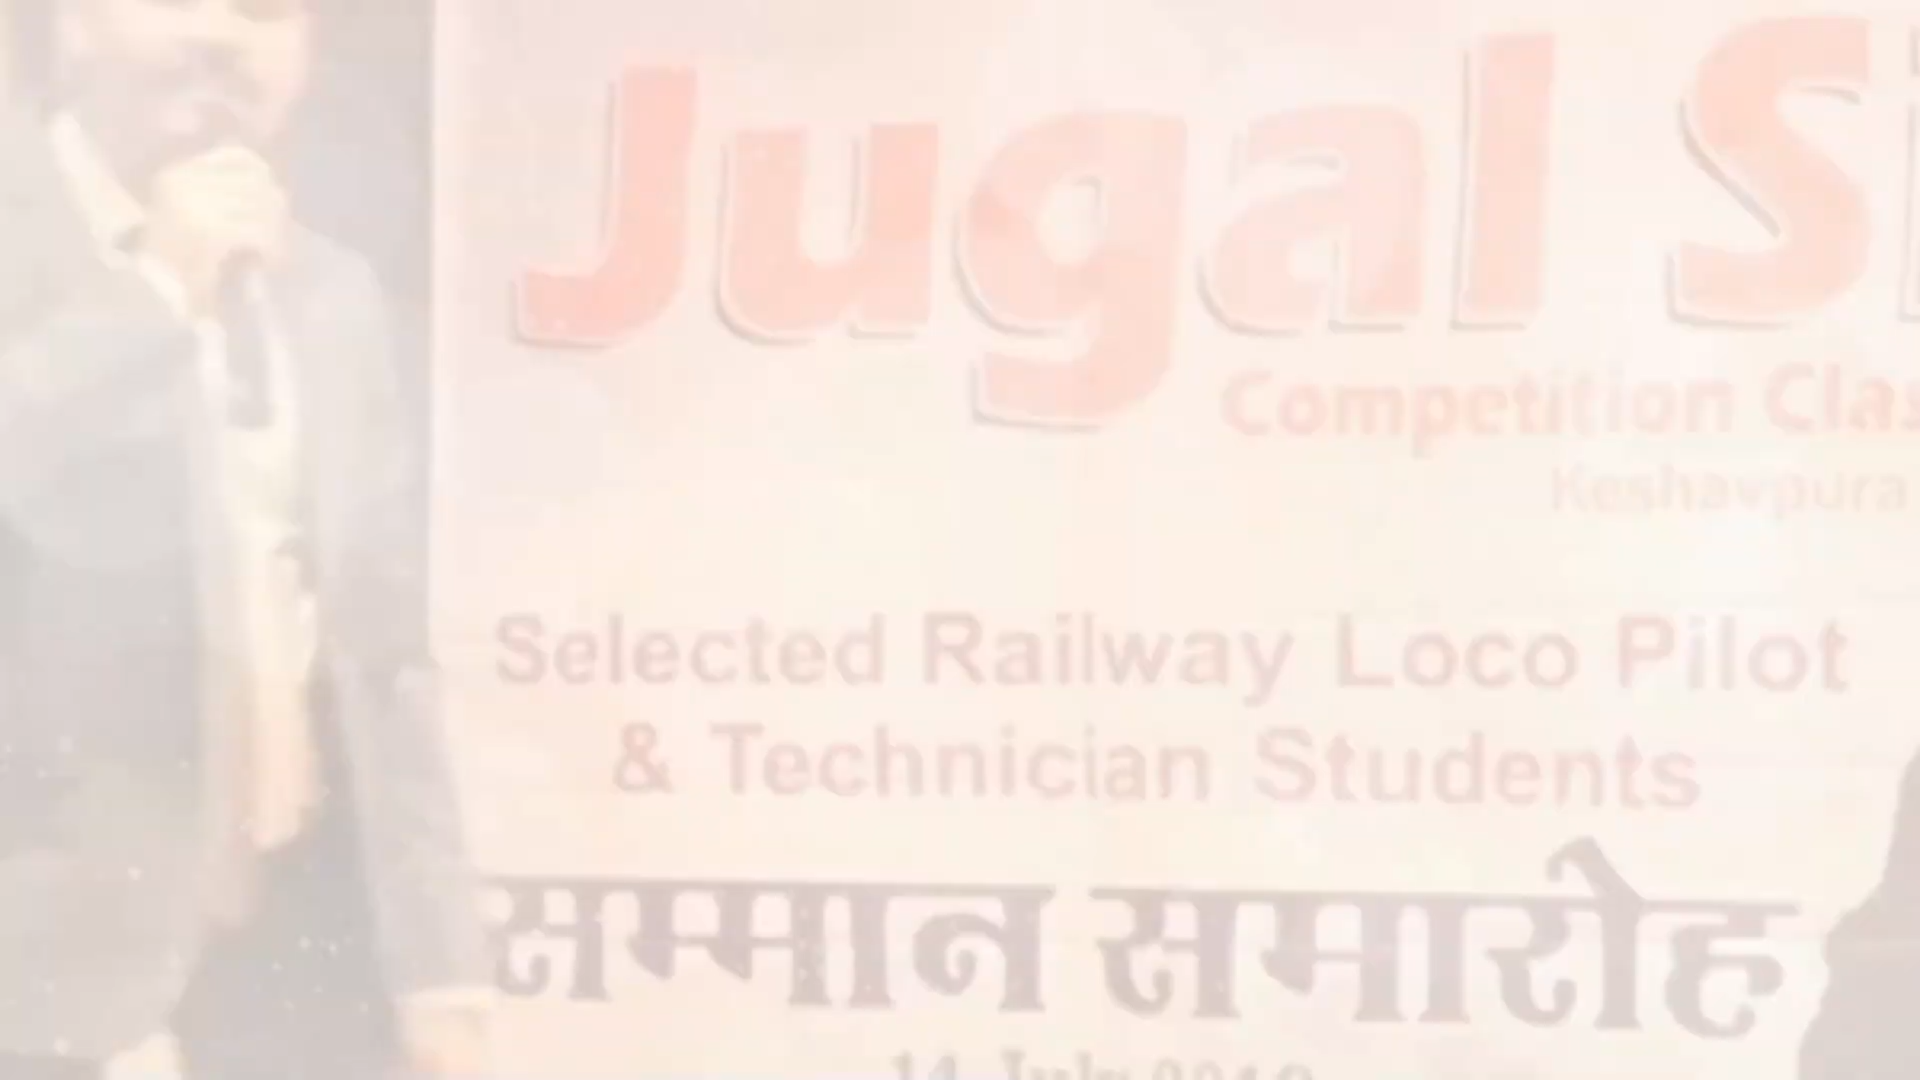 Jugal
Competition
Keshavpura
Selected Railway Loco Pilot
& Technician Students
सम्मान समारोह